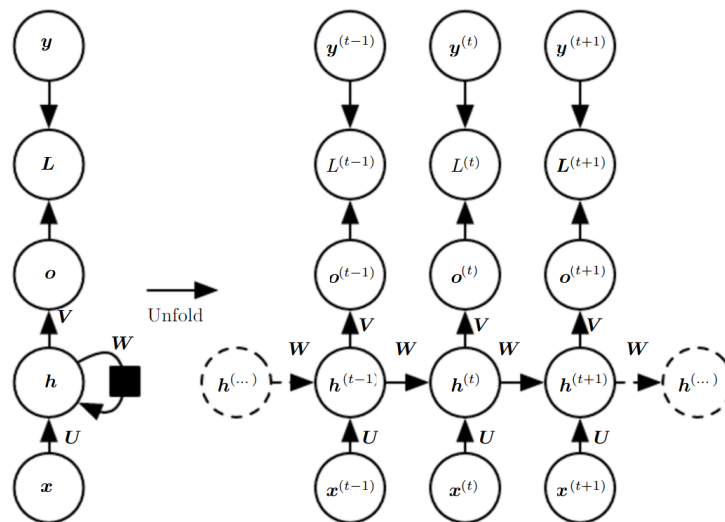 y y^{(t-1)} y^{(t)} y^{(t+1)}
L L^{(t-1)} L^{(t)} L^{(t+1)}
o o^{(t-1)} o^{(t)} o^{(t+1)}
Unfold
V V V V
W W W W W
h h^{(...)} h^{(t-1)} h^{(t)} h^{(t+1)} h^{(...)}
U U U U
x x^{(t-1)} x^{(t)} x^{(t+1)}